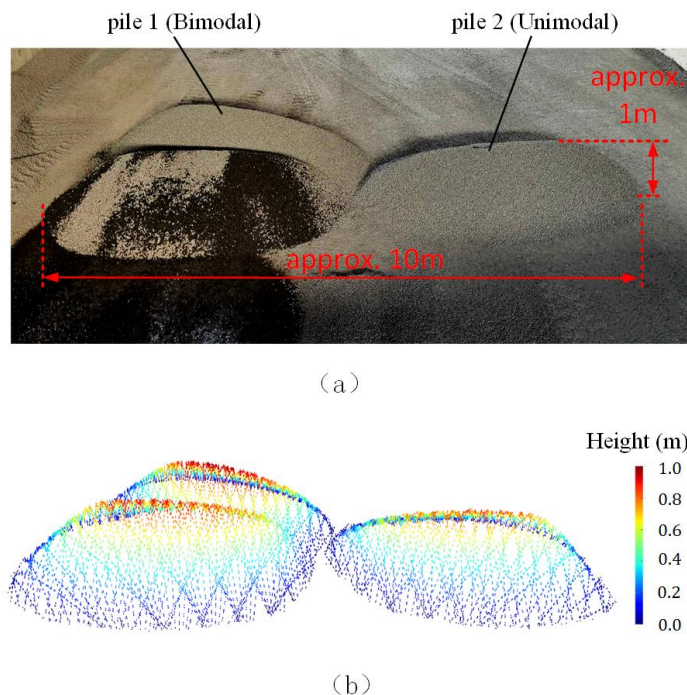 pile 1 (Bimodal)
pile 2 (Unimodal)
approx.
1m
approx. 10m
（a）
Height (m)
1.0
0.8
0.6
0.4
0.2
0.0
（b）